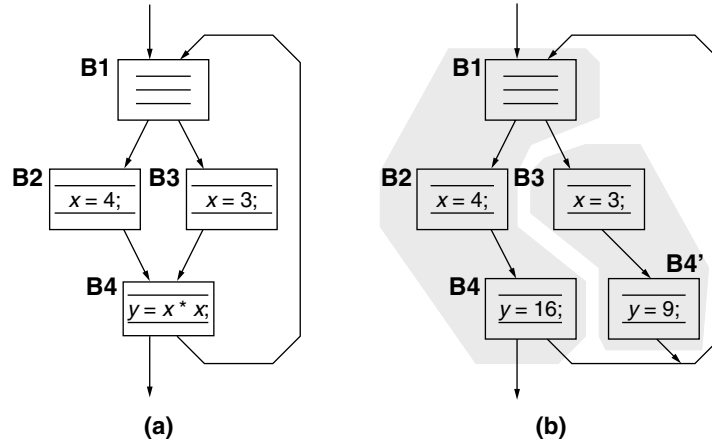 B1
B2
x = 4;
B3
x = 3;
B4
y = x * x;
(a)
B1
B2
x = 4;
B3
x = 3;
B4
y = 16;
B4’
y = 9;
(b)